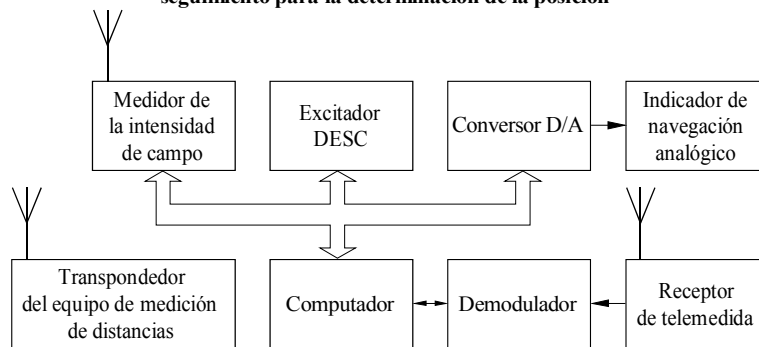 seguimiento para la determinación de la posición
Medidor de
la intensidad
de campo
Excitador
DESC
Conversor D/A
Indicador de
navegación
analógico
Transpondedor
del equipo de medición
de distancias
Computador
Demodulador
Receptor
de telemedida